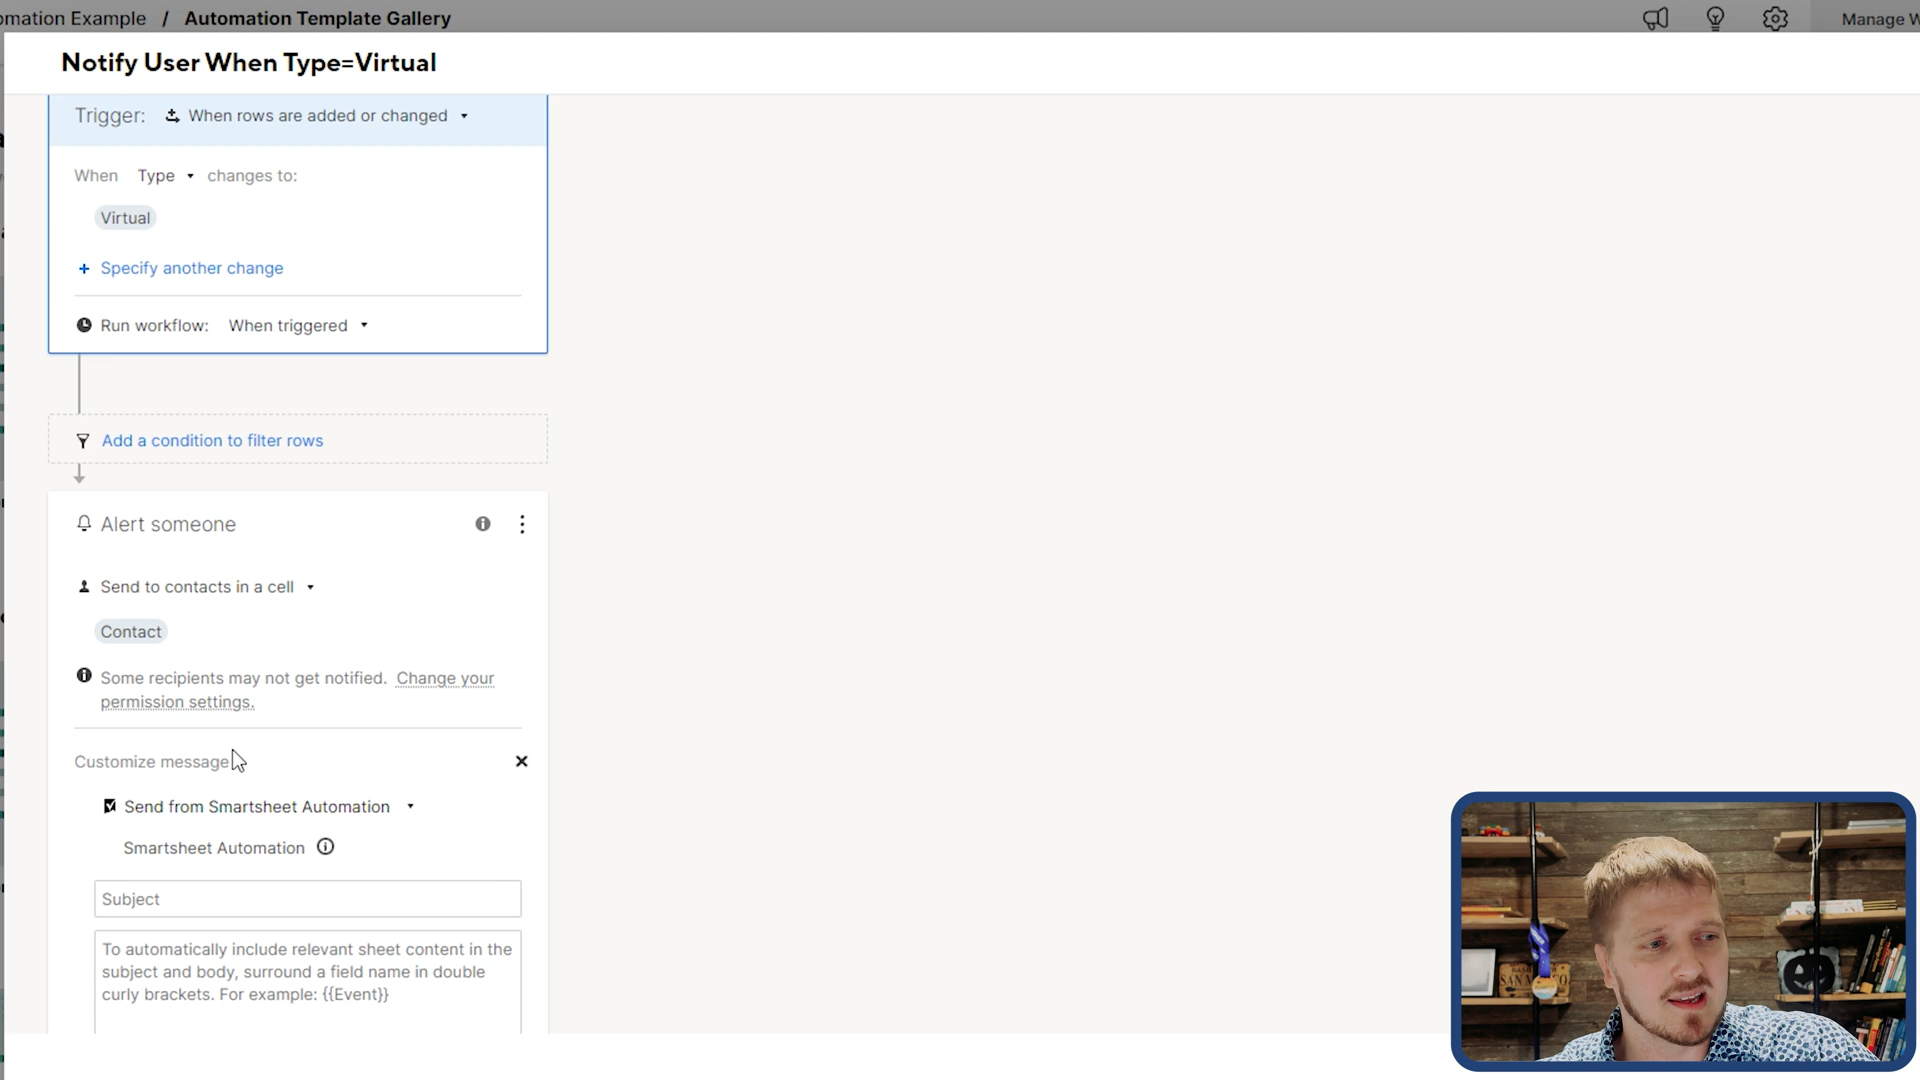 omation Example / Automation Template Gallery
Manage W
Notify User When Type=Virtual
Trigger: When rows are added or changed
When Type changes to:
Virtual
+ Specify another change
Run workflow: When triggered
Add a condition to filter rows
Alert someone
Send to contacts in a cell
Contact
Some recipients may not get notified. Change your
permission settings.
Customize message
Send from Smartsheet Automation
Smartsheet Automation
Subject
To automatically include relevant sheet content in the
subject and body, surround a field name in double
curly brackets. For example: {{Event}}